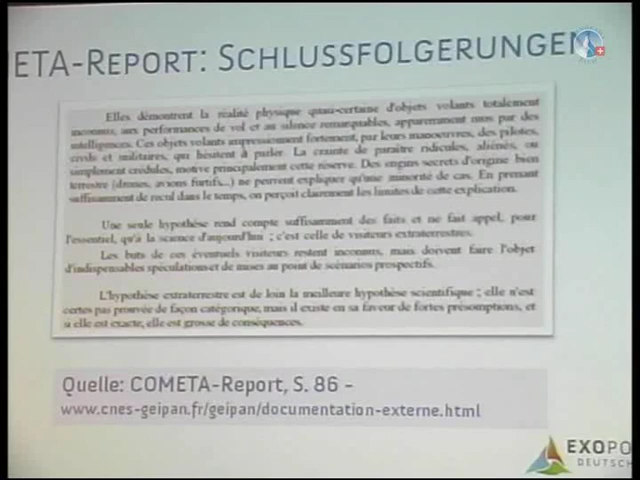 META-REPORT: SCHLUSSFOLGERUNGEN
Elles démontrent la réalité physique quasi-certaine d'objets volants totalement
inconnus, aux performances de vol et au silence remarquables, apparemment mus par des
intelligences. Ces objets volants impressionnent fortement, par leurs manoeuvres, des pilotes,
civils et militaires, qui hésitent à parler. La crainte de paraître ridicules, aliénés, ou
simplement crédules, motive principalement cette réserve. Des engins secrets d'origine bien
terrestre (drones, avions furtifs...) ne peuvent expliquer qu'une minorité de cas. En prenant
suffisamment de recul dans le temps, on perçoit clairement les limites de cette explication.
Une seule hypothèse rend compte suffisamment des faits et ne fait appel, pour
l'essentiel, qu'à la science d'aujourd'hui ; c'est celle de visiteurs extraterrestres.
Les buts de ces éventuels visiteurs restent inconnus, mais doivent faire l'objet
d'indispensables spéculations et de mises au point de scénarios prospectifs.
L'hypothèse extraterrestre est de loin la meilleure hypothèse scientifique ; elle n'est
certes pas prouvée de façon catégorique, mais il existe en sa faveur de fortes présomptions, et
si elle est exacte, elle est grosse de conséquences.
Quelle: COMETA-Report, S. 86 -
www.cnes-geipan.fr/geipan/documentation-externe.html
EXOPO
DEUTSCH